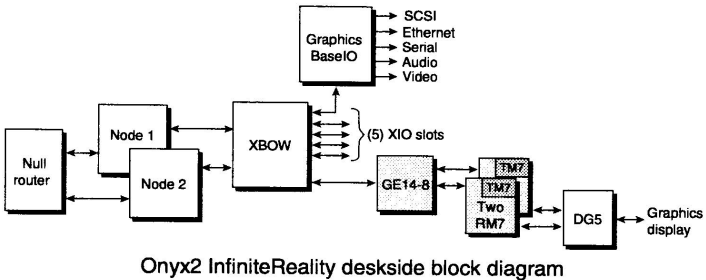 SCSI
Graphics
BaseIO
Ethernet
Serial
Audio
Video
Node 1
XBOW
(5) XIO slots
Null
router
Node 2
GE14-8
TM7
TM7
Two
RM7
DG5
Graphics
display
Onyx2 InfiniteReality deskside block diagram